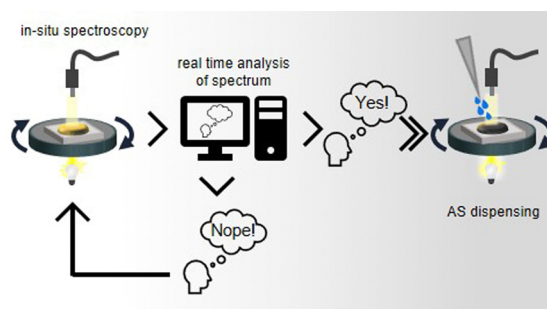 in-situ spectroscopy
real time analysis
of spectrum
Yes!
Nope!
AS dispensing